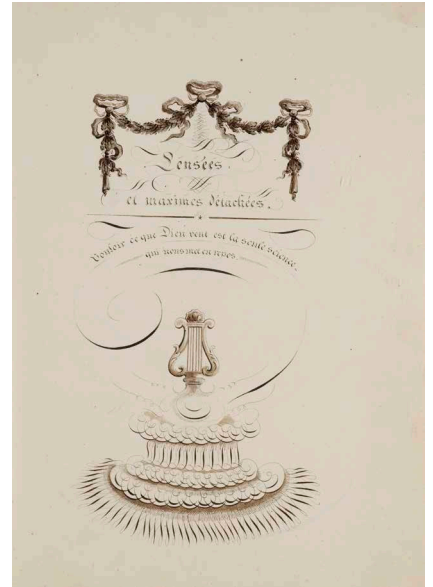 Pensées
et maximes détachées.
Vouloir ce que Dieu veut est la seule science,
qui nous met en repos.